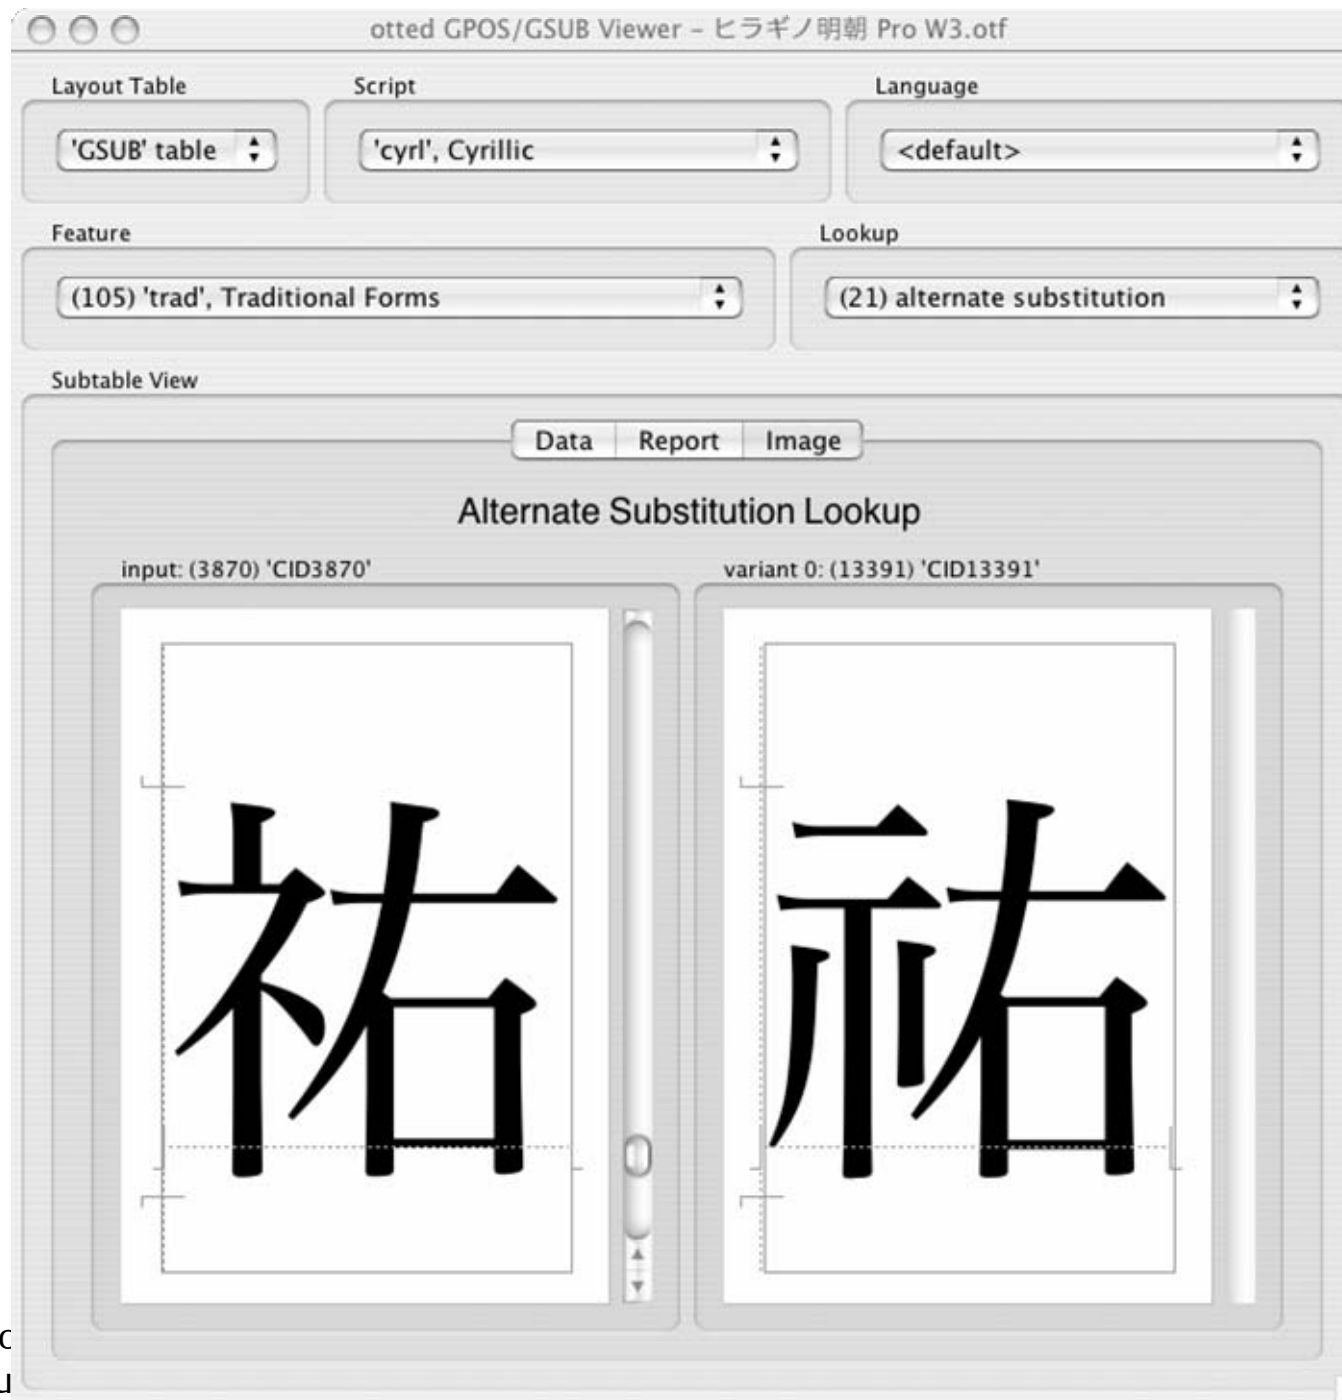 otted GPOS/GSUB Viewer – ヒラギノ明朝 Pro W3.otf
Layout Table Script Language
'GSUB' table 'cyrl', Cyrillic <default>
Feature Lookup
(105) 'trad', Traditional Forms (21) alternate substitution
Subtable View
Data Report Image
Alternate Substitution Lookup
input: (3870) 'CID3870' variant 0: (13391) 'CID13391'
祐 祐